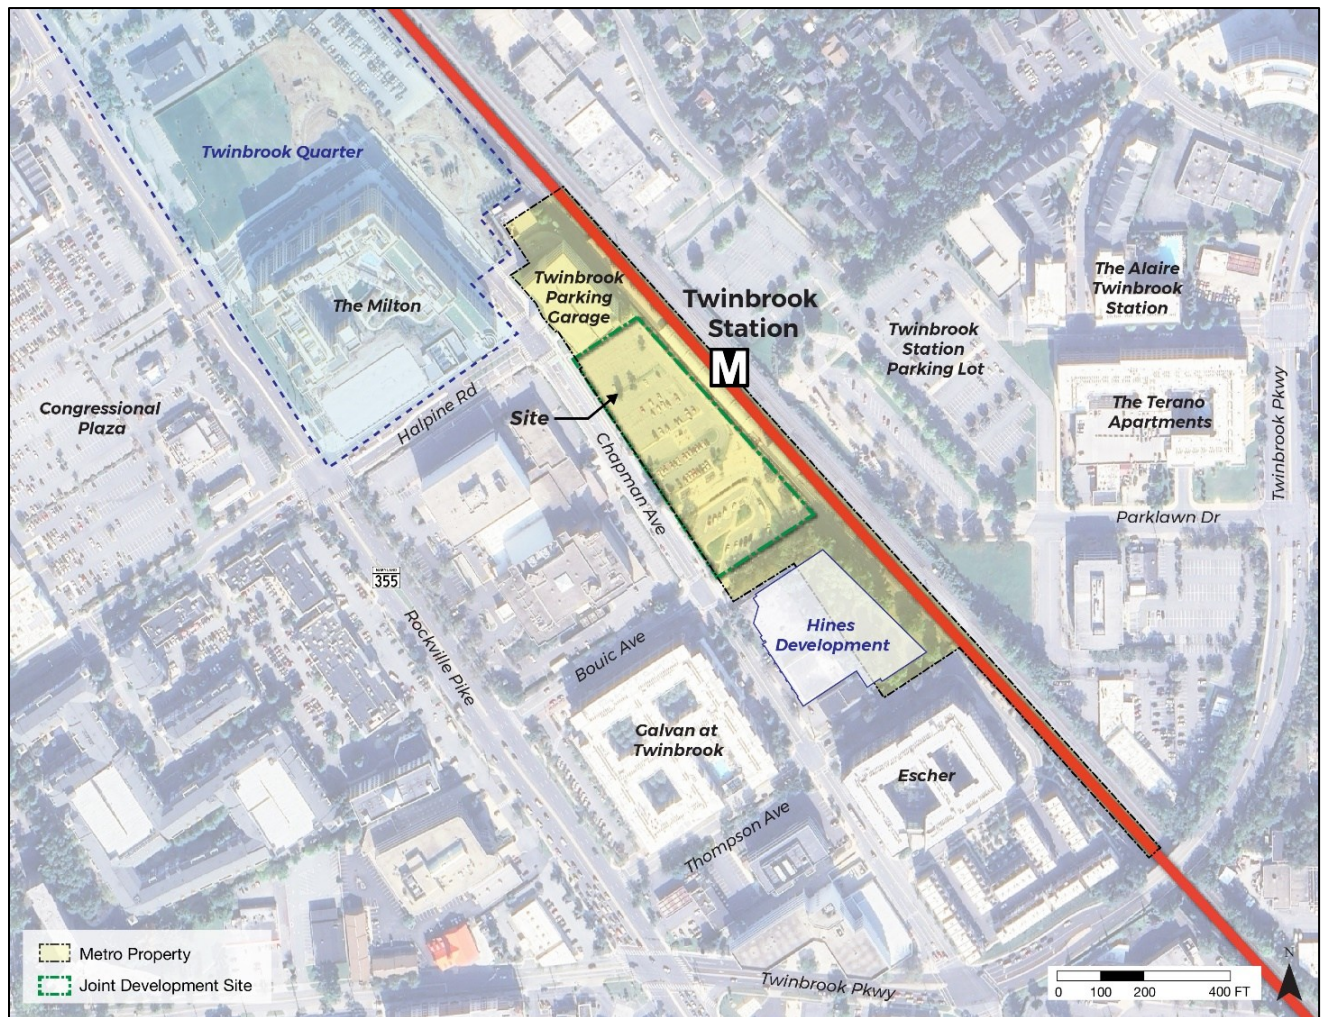 Twinbrook Quarter
The Milton
Twinbrook
Parking
Garage
Twinbrook
Station
M
The Alaire
Twinbrook
Station
Twinbrook
Station
Parking Lot
Congressional
Plaza
Halpine Rd
Site
Chapman Ave
The Terano
Apartments
Twinbrook Pkwy
Parklawn Dr
MARYLAND
355
Rockville Pike
Bouic Ave
Hines
Development
Galvan at
Twinbrook
Escher
Thompson Ave
Twinbrook Pkwy
Metro Property
Joint Development Site
N
0 100 200 400 FT